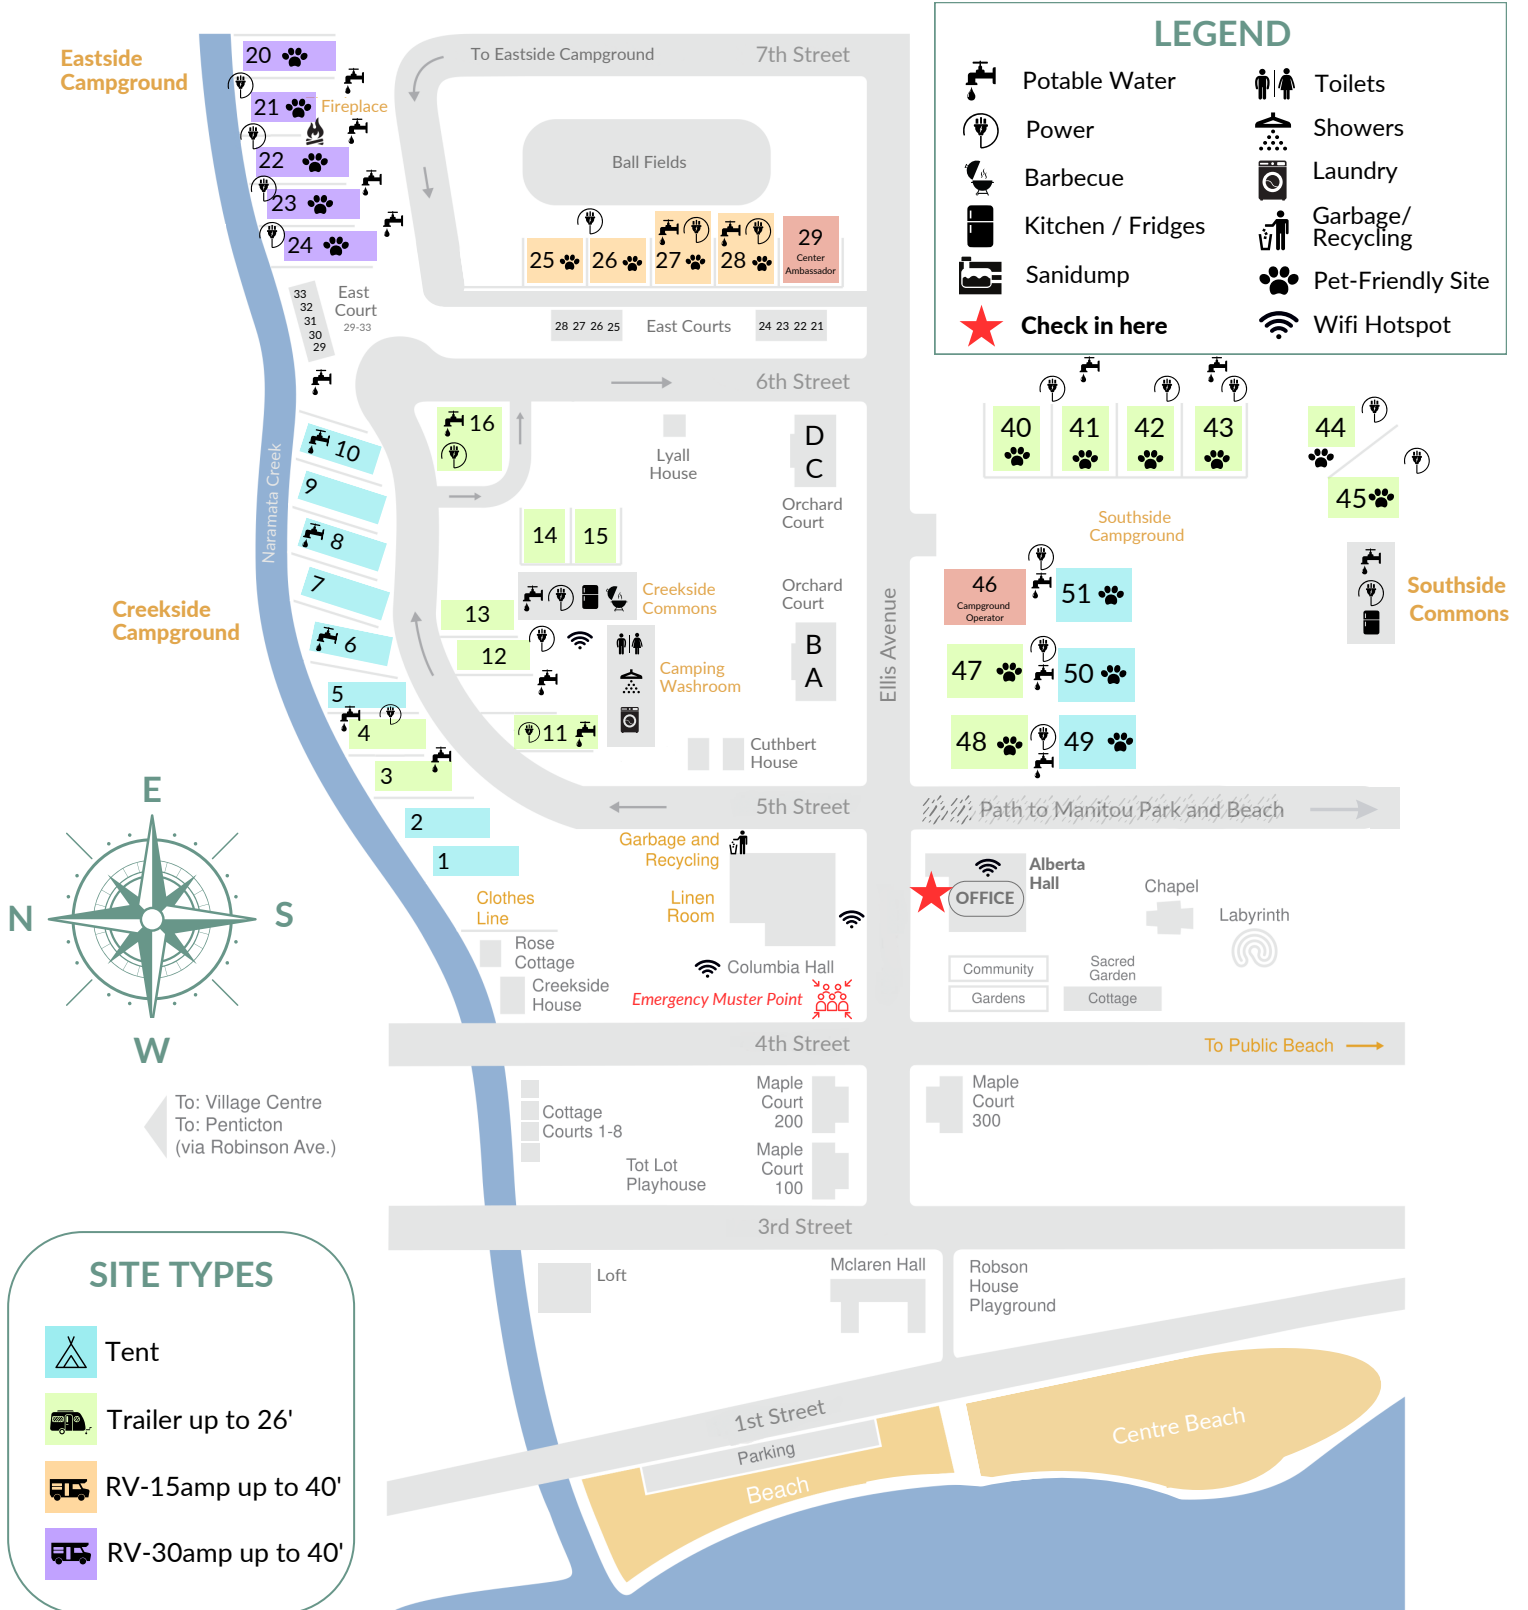 Eastside
Campground
20
21
Fireplace
22
23
24
To Eastside Campground
7th Street
Ball Fields
25
26
27
28
29
Center
Ambassador
LEGEND
Potable Water
Power
Barbecue
Kitchen / Fridges
Sanidump
Check in here
Toilets
Showers
Laundry
Garbage/
Recycling
Pet-Friendly Site
Wifi Hotspot
33
32
31
30
29
East
Court
29-33
28 27 26 25
East Courts
24 23 22 21
6th Street
Naramata Creek
10
9
8
7
6
5
4
3
2
1
16
14
15
13
12
11
Lyall
House
D
C
Orchard
Court
Orchard
Court
B
A
Creekside
Commons
Camping
Washroom
Cuthbert
House
Creekside
Campground
Ellis Avenue
40
41
42
43
44
45
Southside
Campground
46
Campground
Operator
51
47
50
48
49
Southside
Commons
5th Street
Path to Manitou Park and Beach
E
N
S
W
Garbage and
Recycling
Linen
Room
Clothes
Line
Rose
Cottage
Creekside
House
Columbia Hall
Emergency Muster Point
OFFICE
Alberta
Hall
Chapel
Labyrinth
Community
Gardens
Sacred
Garden
Cottage
4th Street
To Public Beach
To: Village Centre
To: Penticton
(via Robinson Ave.)
Cottage
Courts 1-8
Tot Lot
Playhouse
Maple
Court
200
Maple
Court
100
Maple
Court
300
3rd Street
Loft
Mclaren Hall
Robson
House
Playground
1st Street
Parking
Beach
Centre Beach
SITE TYPES
Tent
Trailer up to 26'
RV-15amp up to 40'
RV-30amp up to 40'